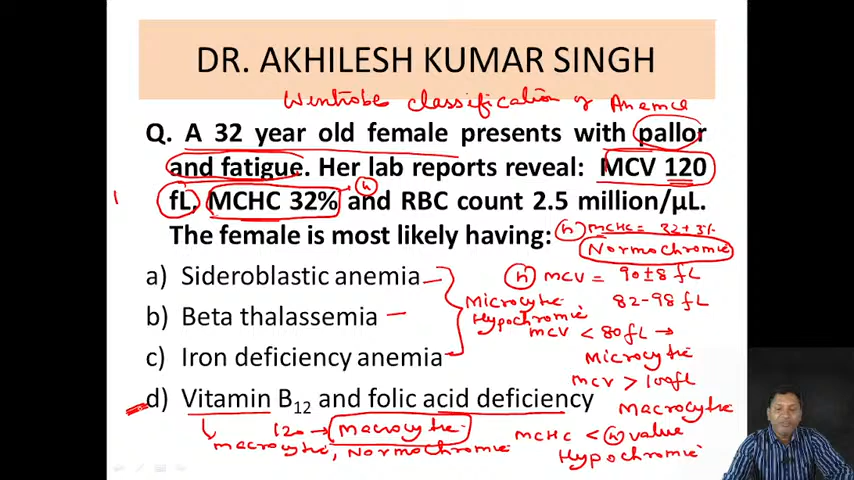 DR. AKHILESH KUMAR SINGH
Wintrobes classification of Anemia
Q. A 32 year old female presents with pallor
and fatigue. Her lab reports reveal: MCV 120
fL, MCHC 32% and RBC count 2.5 million/µL.
The female is most likely having:
(n) MCHC = 32±3%
Normochromic
a) Sideroblastic anemia
b) Beta thalassemia
c) Iron deficiency anemia
d) Vitamin B12 and folic acid deficiency
Microcytic
Hypochromic
(n) MCV = 90±8 fL
82-98 fL
MCV < 80 fL →
Microcytic
MCV > 100 fL
Macrocytic
MCHC < (n) value
Hypochromic
120 → Macrocytic
macrocytic, Normochromic